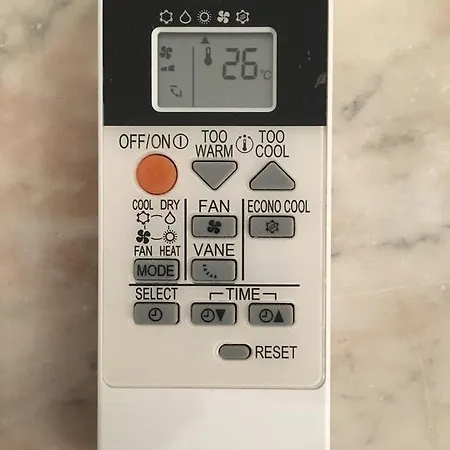 26°C
OFF/ON TOO WARM TOO COOL
COOL DRY FAN ECONO COOL
FAN HEAT VANE
MODE
SELECT TIME
RESET